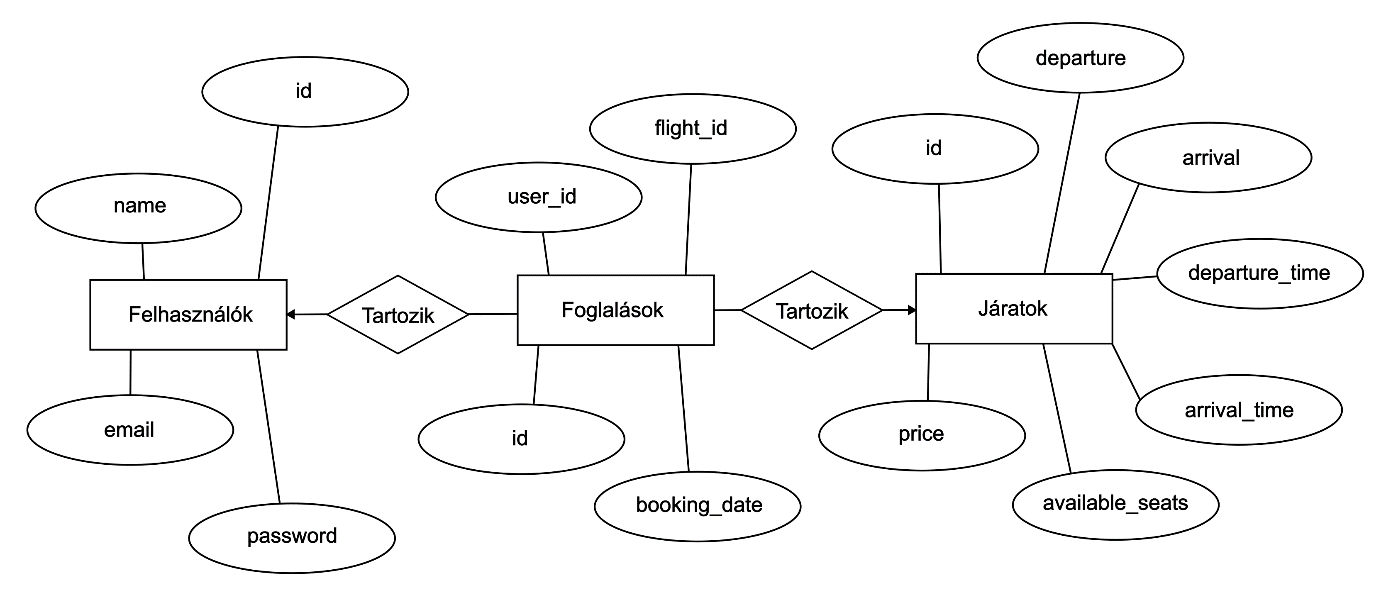 departure
id
flight_id
id
arrival
user_id
name
departure_time
Felhasználók
Tartozik
Foglalások
Tartozik
Járatok
email
id
price
arrival_time
password
booking_date
available_seats